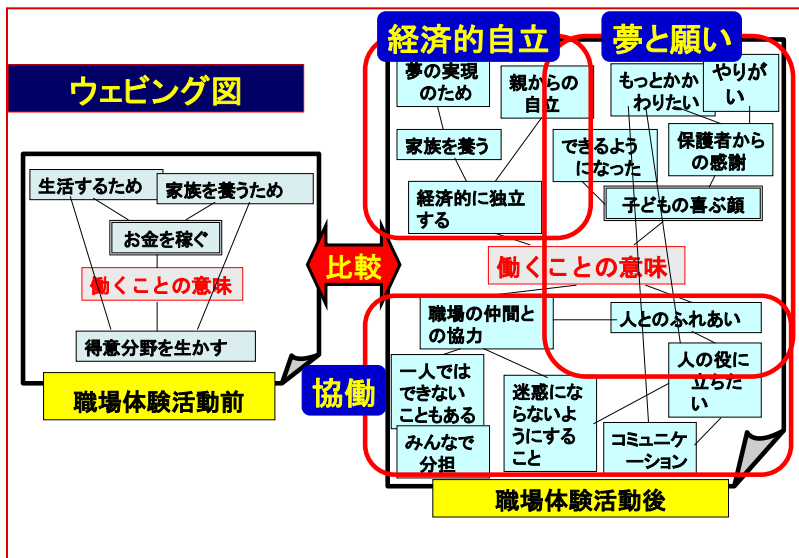 ウェビング図
生活するため
家族を養うため
お金を稼ぐ
働くことの意味
得意分野を生かす
職場体験活動前
比較
経済的自立
夢と願い
夢の実現
のため
親からの
自立
家族を養う
経済的に独立
する
もっとかか
わりたい
やりが
い
できるよう
になった
保護者から
の感謝
子どもの喜ぶ顔
働くことの意味
協働
職場の仲間と
の協力
人とのふれあい
一人では
できない
こともある
みんなで
分担
迷惑にな
らないよ
うにする
こと
人の役に
立ちた
い
コミュニケ
ーション
職場体験活動後